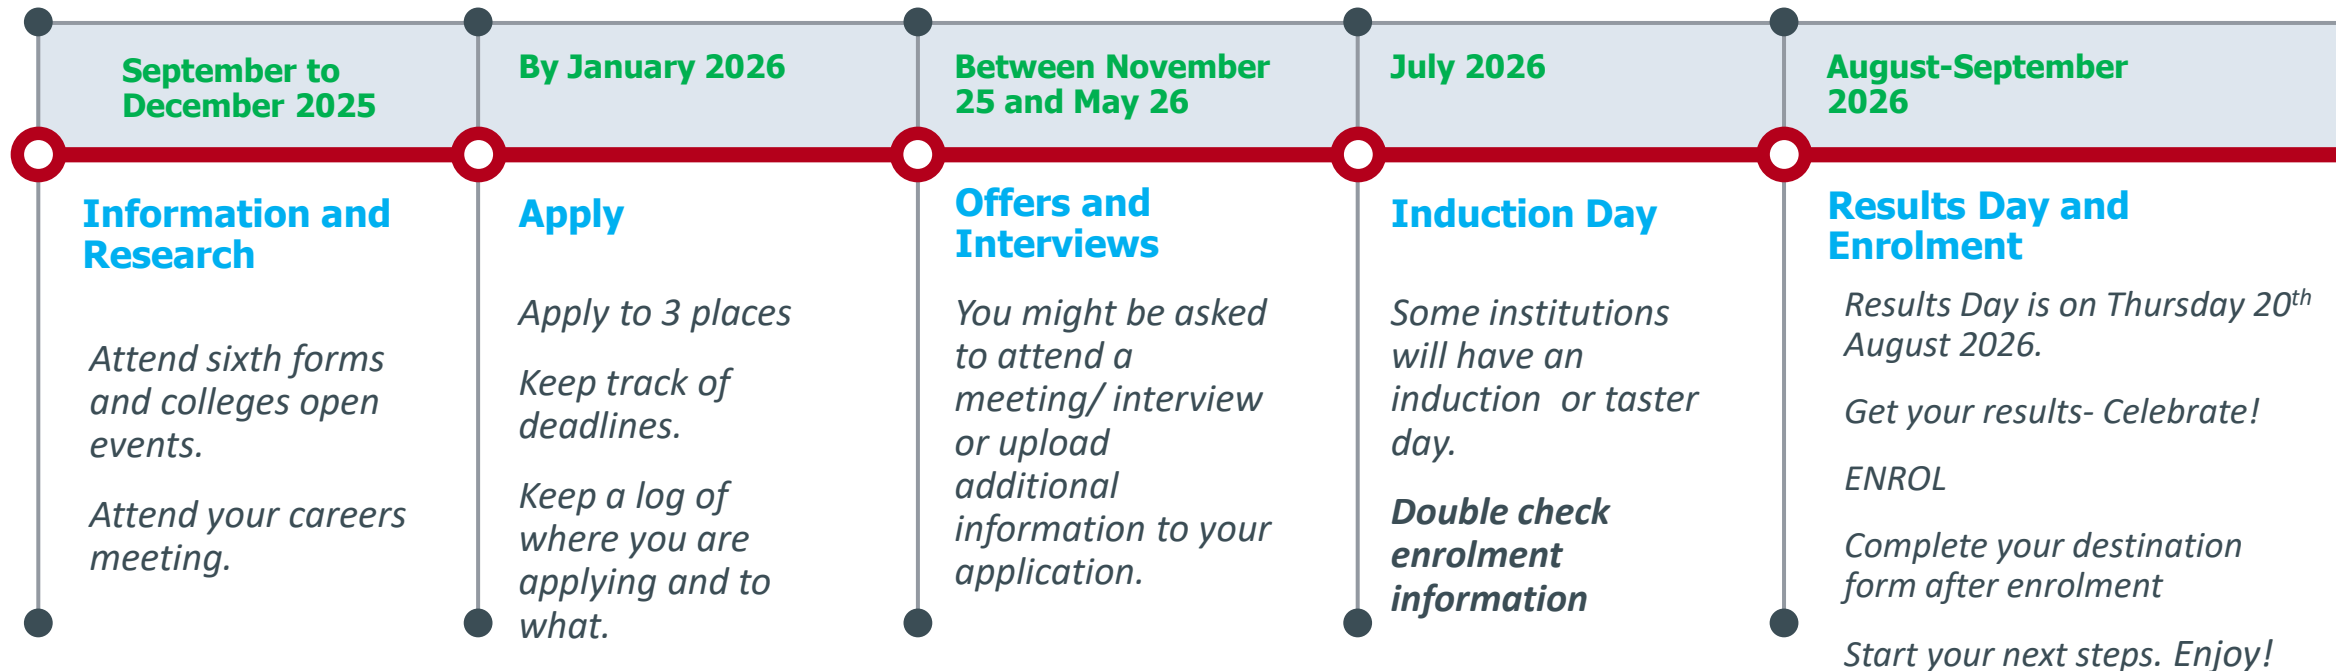 September to
December 2025
Information and
Research
Attend sixth forms
and colleges open
events.
Attend your careers
meeting.
By January 2026
Apply
Apply to 3 places
Keep track of
deadlines.
Keep a log of
where you are
applying and to
what.
Between November
25 and May 26
Offers and
Interviews
You might be asked
to attend a
meeting/ interview
or upload
additional
information to your
application.
July 2026
Induction Day
Some institutions
will have an
induction  or taster
day.
Double check
enrolment
information
August-September
2026
Results Day and
Enrolment
Results Day is on Thursday 20th
August 2026.
Get your results- Celebrate!
ENROL
Complete your destination
form after enrolment
Start your next steps. Enjoy!